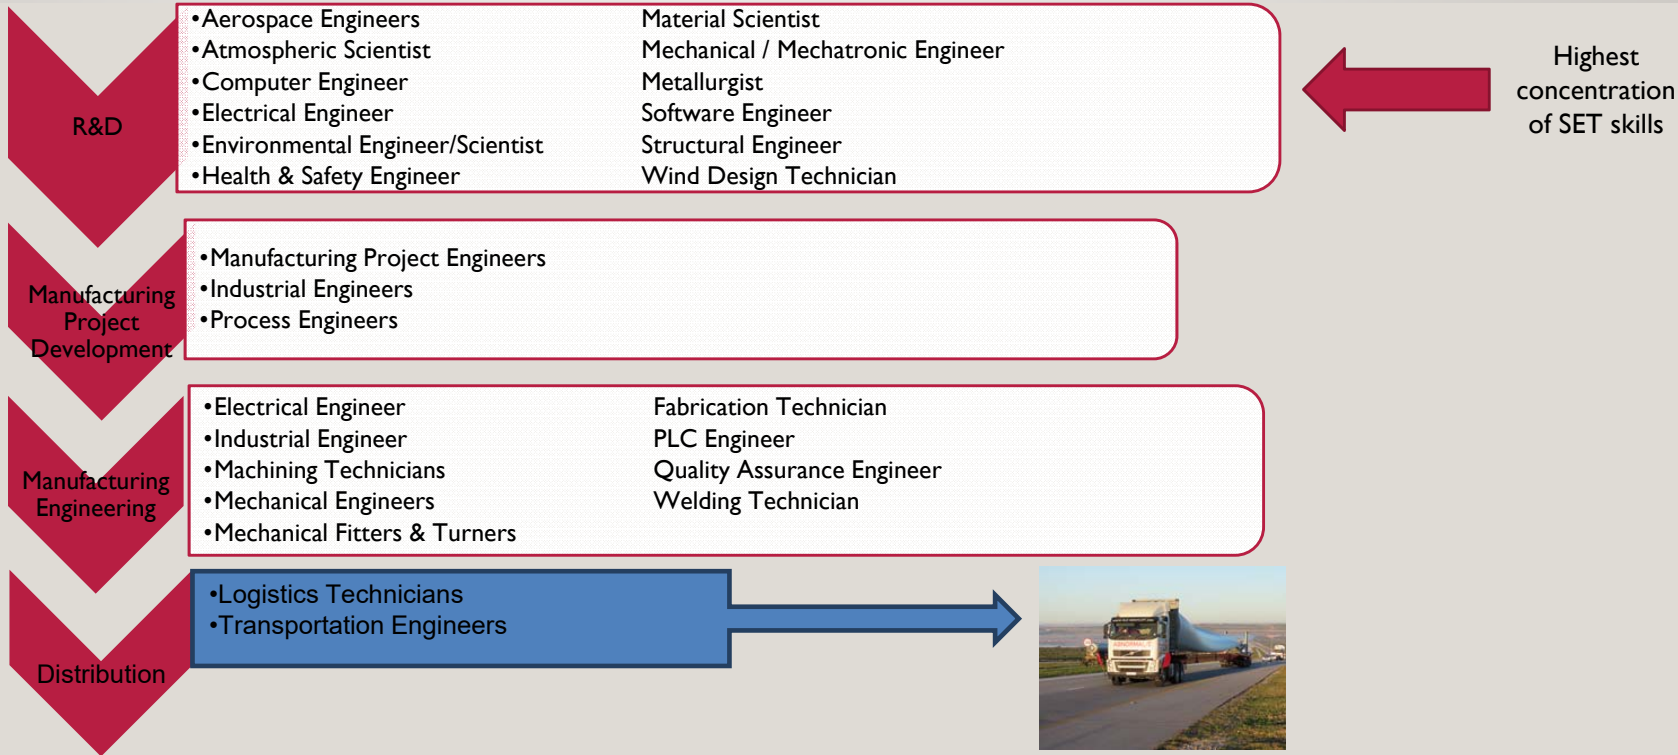 R&D
•Aerospace Engineers
•Atmospheric Scientist
•Computer Engineer
•Electrical Engineer
•Environmental Engineer/Scientist
•Health & Safety Engineer
Material Scientist
Mechanical / Mechatronic Engineer
Metallurgist
Software Engineer
Structural Engineer
Wind Design Technician
Highest
concentration
of SET skills
Manufacturing
Project
Development
•Manufacturing Project Engineers
•Industrial Engineers
•Process Engineers
Manufacturing
Engineering
•Electrical Engineer
•Industrial Engineer
•Machining Technicians
•Mechanical Engineers
•Mechanical Fitters & Turners
Fabrication Technician
PLC Engineer
Quality Assurance Engineer
Welding Technician
Distribution
•Logistics Technicians
•Transportation Engineers